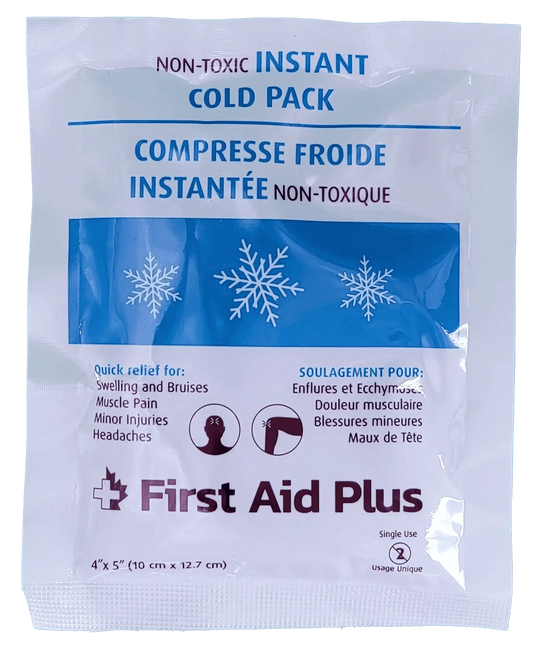 NON-TOXIC INSTANT
COLD PACK
COMPRESSE FROIDE
INSTANTÉE NON-TOXIQUE
Quick relief for:
Swelling and Bruises
Muscle Pain
Minor Injuries
Headaches
SOULAGEMENT POUR:
Enflures et Ecchymoses
Douleur musculaire
Blessures mineures
Maux de Tête
First Aid Plus
Single Use
2
Usage Unique
4"x 5" (10 cm x 12.7 cm)